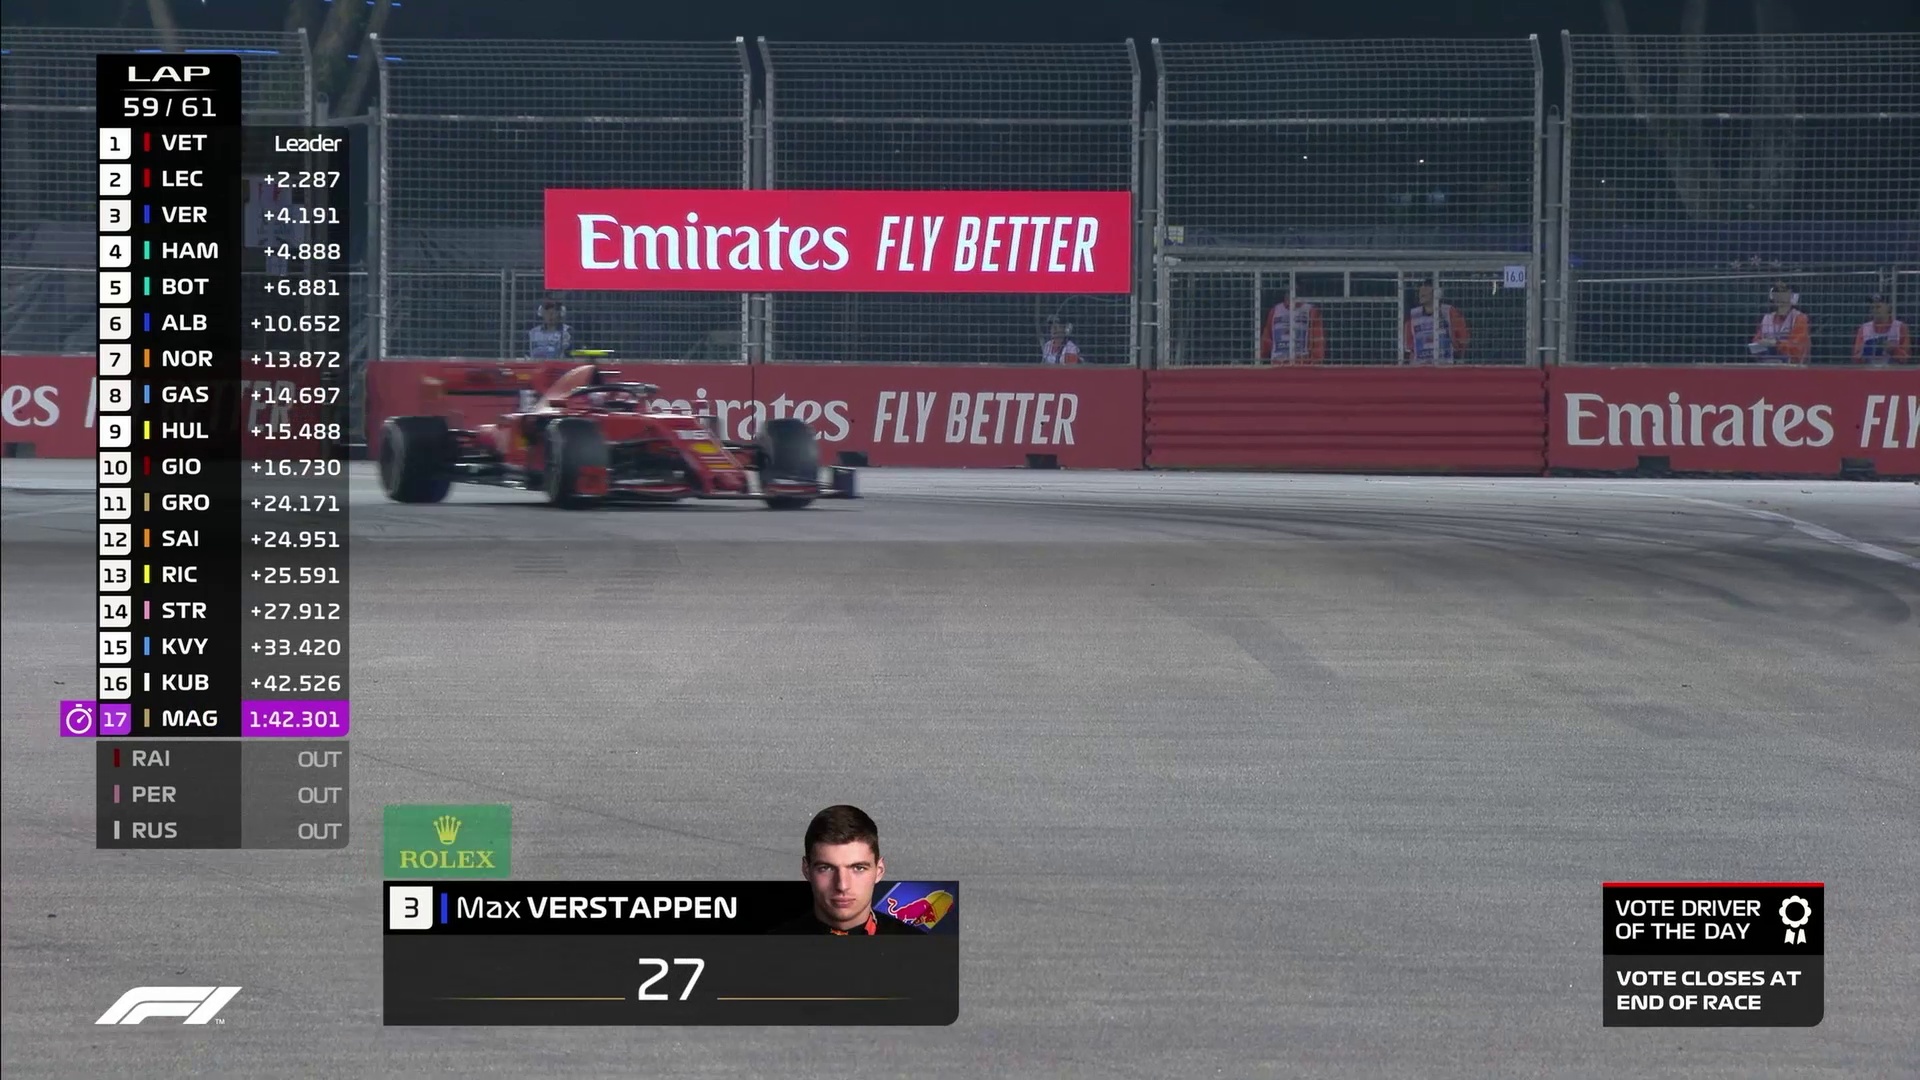 LAP
59 / 61
1 VET Leader
2 LEC +2.287
3 VER +4.191
4 HAM +4.888
5 BOT +6.881
6 ALB +10.652
7 NOR +13.872
8 GAS +14.697
9 HUL +15.488
10 GIO +16.730
11 GRO +24.171
12 SAI +24.951
13 RIC +25.591
14 STR +27.912
15 KVY +33.420
16 KUB +42.526
17 MAG 1:42.301
RAI OUT
PER OUT
RUS OUT
Emirates FLY BETTER
16.0
Emirates FLY BETTER
Emirates FLY
ROLEX
3 Max VERSTAPPEN
27
VOTE DRIVER
OF THE DAY
VOTE CLOSES AT
END OF RACE
F1